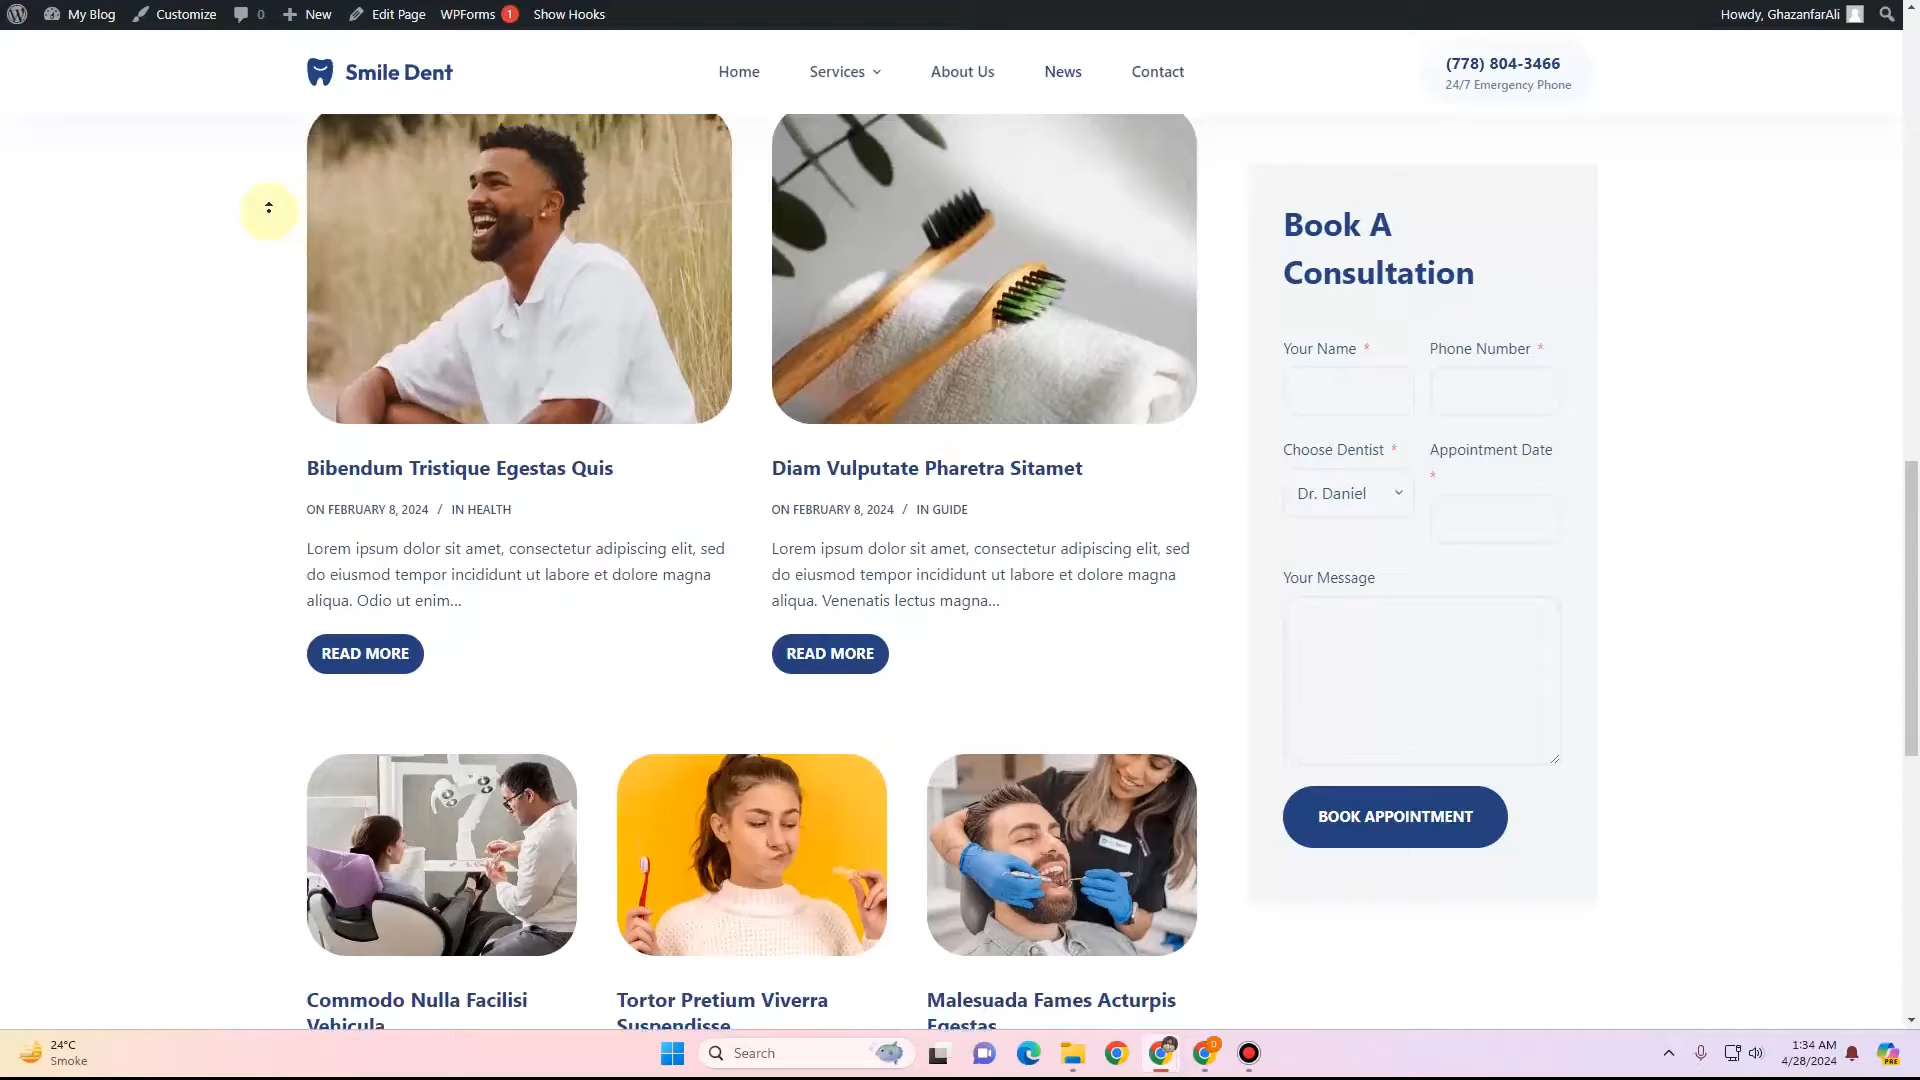 My Blog Customize 0 New Edit Page WPForms 1 Show Hooks Howdy, GhazanfarAli
Smile Dent
Home Services About Us News Contact
(778) 804-3466
24/7 Emergency Phone
Bibendum Tristique Egestas Quis
ON FEBRUARY 8, 2024 / IN HEALTH
Lorem ipsum dolor sit amet, consectetur adipiscing elit, sed
do eiusmod tempor incididunt ut labore et dolore magna
aliqua. Odio ut enim...
READ MORE
Diam Vulputate Pharetra Sitamet
ON FEBRUARY 8, 2024 / IN GUIDE
Lorem ipsum dolor sit amet, consectetur adipiscing elit, sed
do eiusmod tempor incididunt ut labore et dolore magna
aliqua. Venenatis lectus magna...
READ MORE
Book A
Consultation
Your Name *
Phone Number *
Choose Dentist *
Dr. Daniel
Appointment Date
*
Your Message
BOOK APPOINTMENT
Commodo Nulla Facilisi
Vehicula
Tortor Pretium Viverra
Suspendisse
Malesuada Fames Acturpis
Egestas
24°C
Smoke
Search
1:34 AM
4/28/2024
PRE